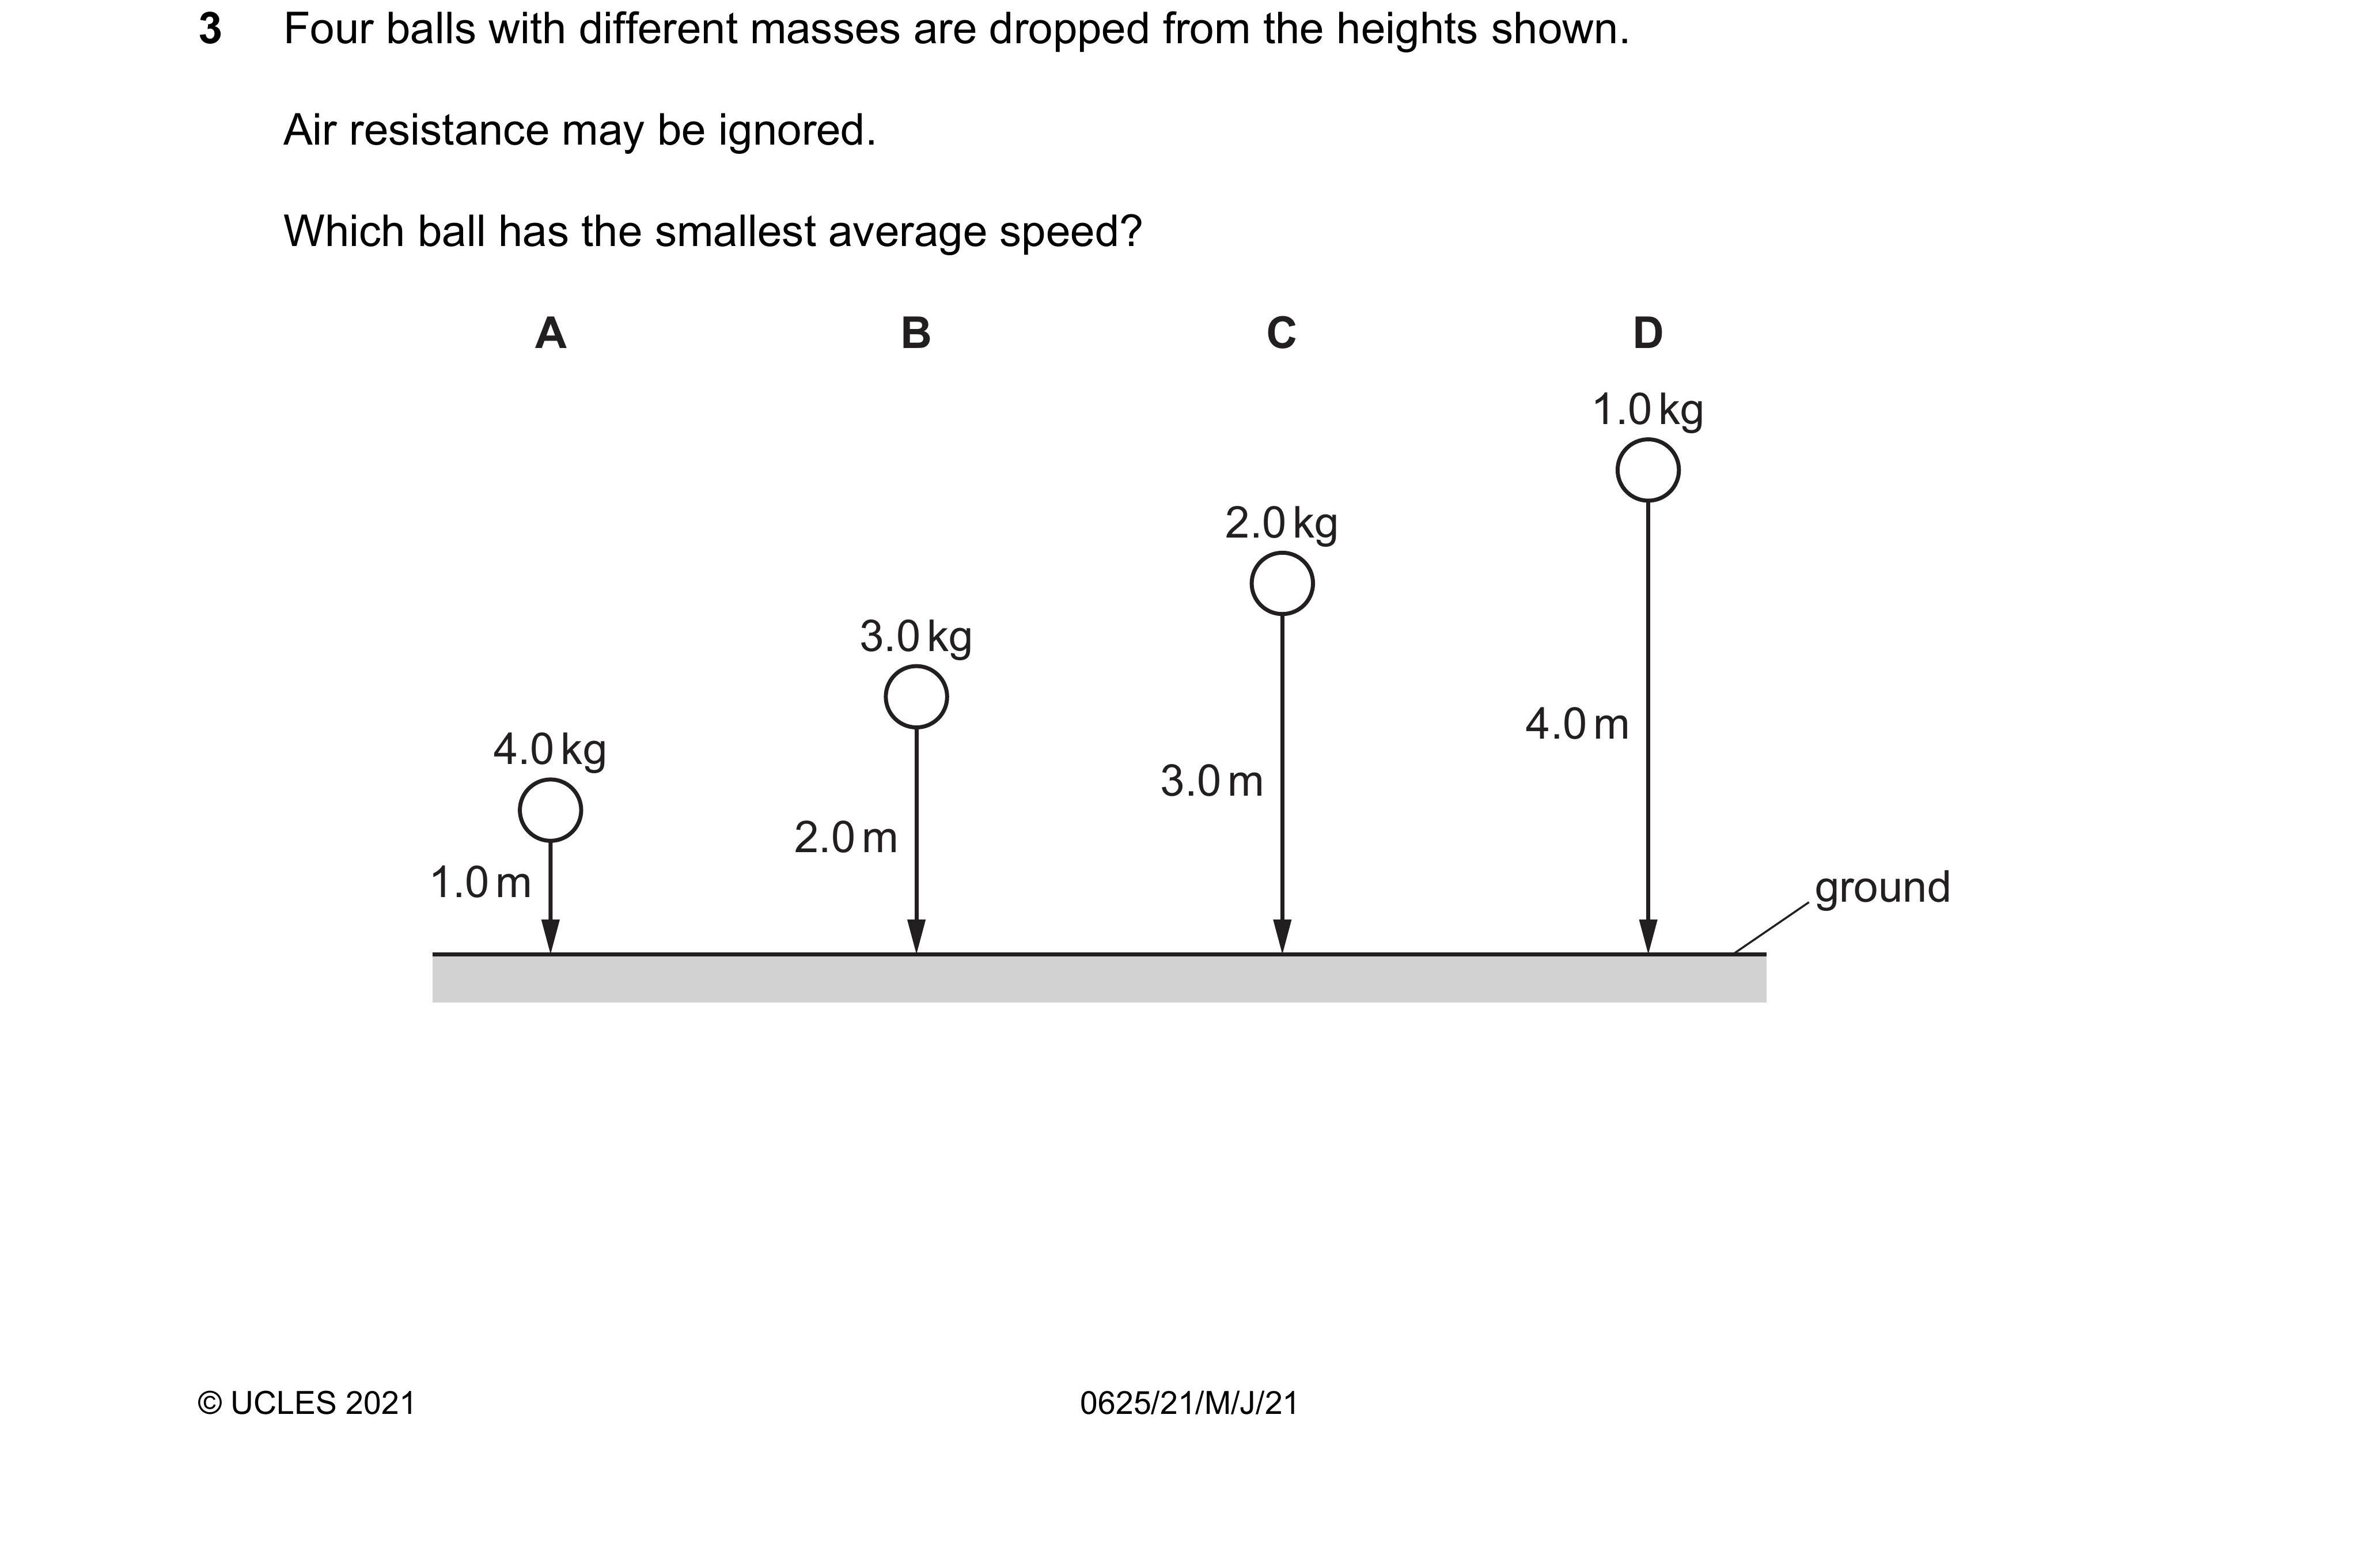 3 Four balls with different masses are dropped from the heights shown.
Air resistance may be ignored.
Which ball has the smallest average speed?
A B C D
1.0 kg
2.0 kg
3.0 kg
4.0 m
4.0 kg
3.0 m
2.0 m
1.0 m
ground
© UCLES 2021 0625/21/M/J/21